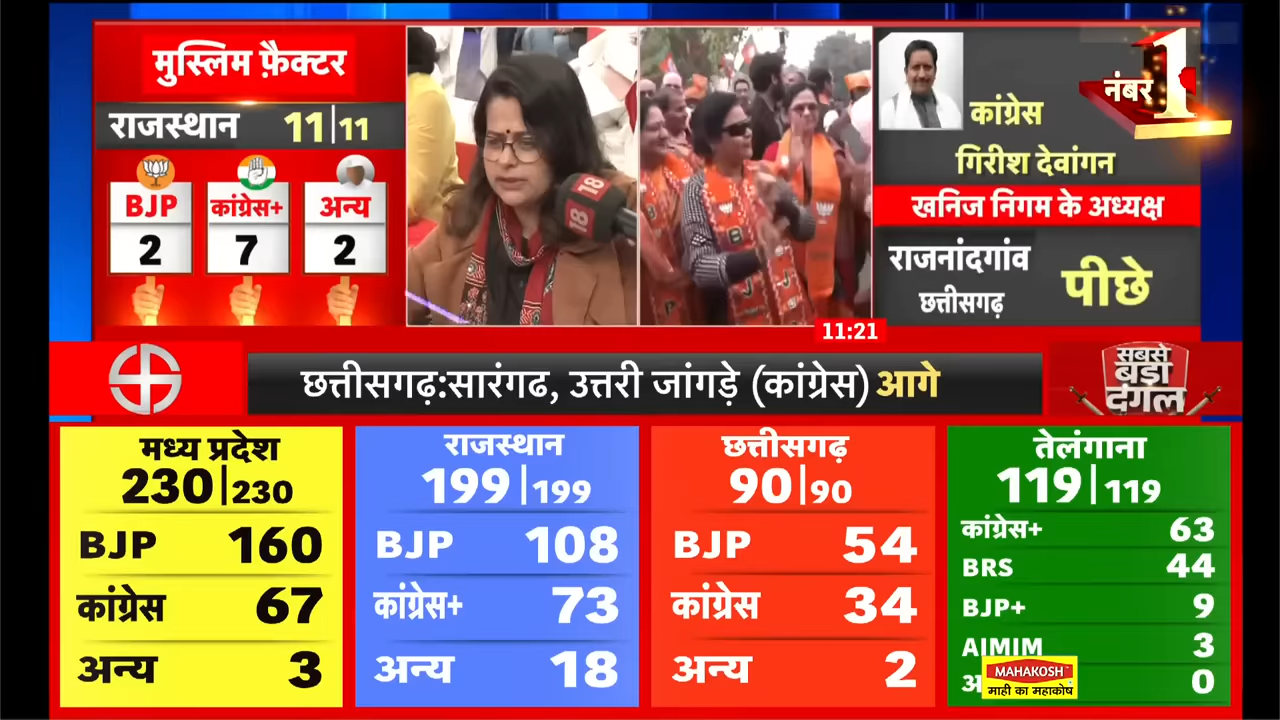 मुस्लिम फ़ैक्टर
राजस्थान 11|11
BJP कांग्रेस+ अन्य
2 7 2
18
18
कांग्रेस
गिरीश देवांगन
खनिज निगम के अध्यक्ष
राजनांदगांव
छत्तीसगढ़
पीछे
नंबर 1
11:21
छत्तीसगढ़:सारंगढ, उत्तरी जांगड़े (कांग्रेस) आगे
सबसे
बड़ा
दंगल
मध्य प्रदेश
230|230
BJP 160
कांग्रेस 67
अन्य 3
राजस्थान
199|199
BJP 108
कांग्रेस+ 73
अन्य 18
छत्तीसगढ़
90|90
BJP 54
कांग्रेस 34
अन्य 2
तेलंगाना
119|119
कांग्रेस+ 63
BRS 44
BJP+ 9
AIMIM 3
0
MAHAKOSH
माही का महाकोष